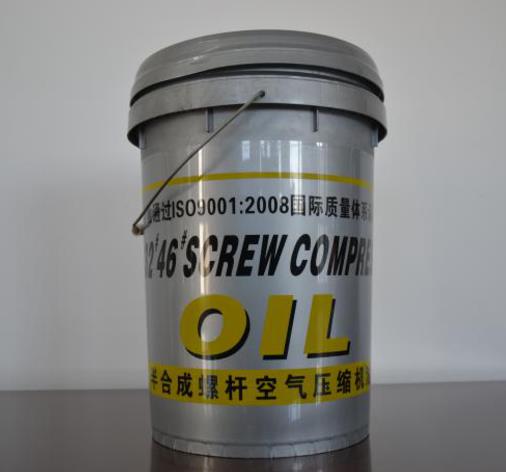 通过ISO9001:2008国际质量体系
2#46#SCREW COMPRE
OIL
半合成螺杆空气压缩机油